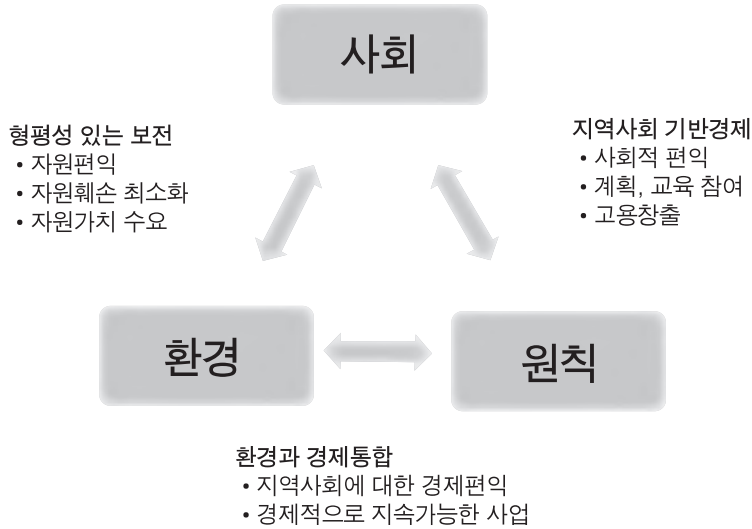 사회
형평성 있는 보전
• 자원편익
• 자원훼손 최소화
• 자원가치 수요
지역사회 기반경제
• 사회적 편익
• 계획, 교육 참여
• 고용창출
환경
원칙
환경과 경제통합
• 지역사회에 대한 경제편익
• 경제적으로 지속가능한 사업